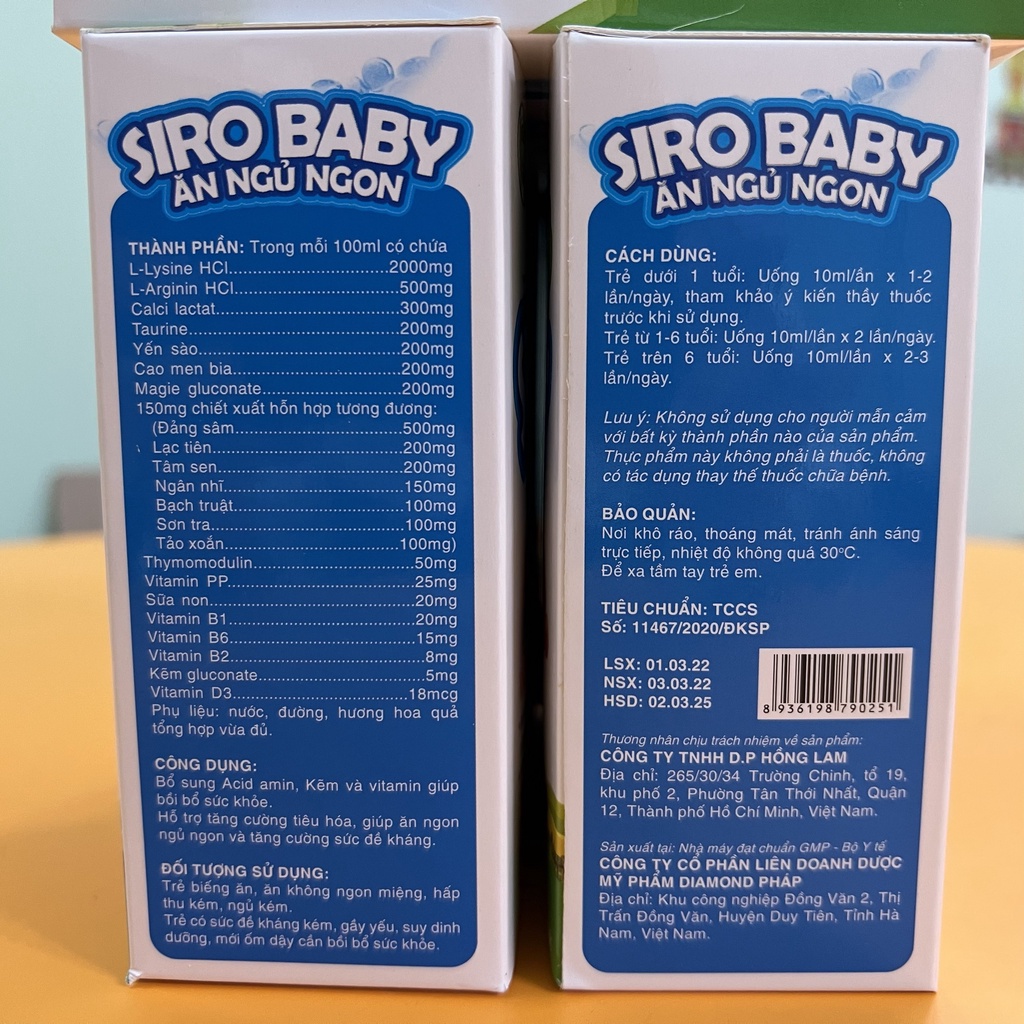 SIRO BABY
ĂN NGỦ NGON
THÀNH PHẦN: Trong mỗi 100ml có chứa
L-Lysine HCl.....2000mg
L-Arginin HCl.....500mg
Calci lactat.....300mg
Taurine.....200mg
Yến sào.....200mg
Cao men bia.....200mg
Magie gluconate.....200mg
150mg chiết xuất hỗn hợp tương đương:
(Đảng sâm.....500mg
Lạc tiên.....200mg
Tâm sen.....200mg
Ngân nhĩ.....150mg
Bạch truật.....100mg
Sơn tra.....100mg
Tảo xoắn.....100mg)
Thymomodulin.....50mg
Vitamin PP.....25mg
Sữa non.....20mg
Vitamin B1.....20mg
Vitamin B6.....15mg
Vitamin B2.....8mg
Kẽm gluconate.....5mg
Vitamin D3.....18mcg
Phụ liệu: nước, đường, hương hoa quả
tổng hợp vừa đủ.
CÔNG DỤNG:
Bổ sung Acid amin, Kẽm và vitamin giúp
bồi bổ sức khỏe.
Hỗ trợ tăng cường tiêu hóa, giúp ăn ngon
ngủ ngon và tăng cường sức đề kháng.
ĐỐI TƯỢNG SỬ DỤNG:
Trẻ biếng ăn, ăn không ngon miệng, hấp
thu kém, ngủ kém.
Trẻ có sức đề kháng kém, gầy yếu, suy dinh
dưỡng, mới ốm dậy cần bồi bổ sức khỏe.
SIRO BABY
ĂN NGỦ NGON
CÁCH DÙNG:
Trẻ dưới 1 tuổi: Uống 10ml/ần x 1-2
lần/ngày, tham khảo ý kiến thầy thuốc
trước khi sử dụng.
Trẻ từ 1-6 tuổi: Uống 10ml/lần x 2 lần/ngày.
Trẻ trên 6 tuổi: Uống 10ml/lần x 2-3
lần/ngày.
Lưu ý: Không sử dụng cho người mẫn cảm
với bất kỳ thành phần nào của sản phẩm.
Thực phẩm này không phải là thuốc, không
có tác dụng thay thế thuốc chữa bệnh.
BẢO QUẢN:
Nơi khô ráo, thoáng mát, tránh ánh sáng
trực tiếp, nhiệt độ không quá 30°C.
Để xa tầm tay trẻ em.
TIÊU CHUẨN: TCCS
Số: 11467/2020/ĐKSP
LSX: 01.03.22
NSX: 03.03.22
HSD: 02.03.25
8 936198 790251
Thương nhân chịu trách nhiệm về sản phẩm:
CÔNG TY TNHH D.P HỒNG LAM
Địa chỉ: 265/30/34 Trường Chinh, tổ 19,
khu phố 2, Phường Tân Thới Nhất, Quận
12, Thành phố Hồ Chí Minh, Việt Nam.
Sản xuất tại: Nhà máy đạt chuẩn GMP - Bộ Y tế
CÔNG TY CỔ PHẦN LIÊN DOANH DƯỢC
MỸ PHẨM DIAMOND PHÁP
Địa chỉ: Khu công nghiệp Đồng Văn 2, Thị
Trấn Đồng Văn, Huyện Duy Tiên, Tỉnh Hà
Nam, Việt Nam.